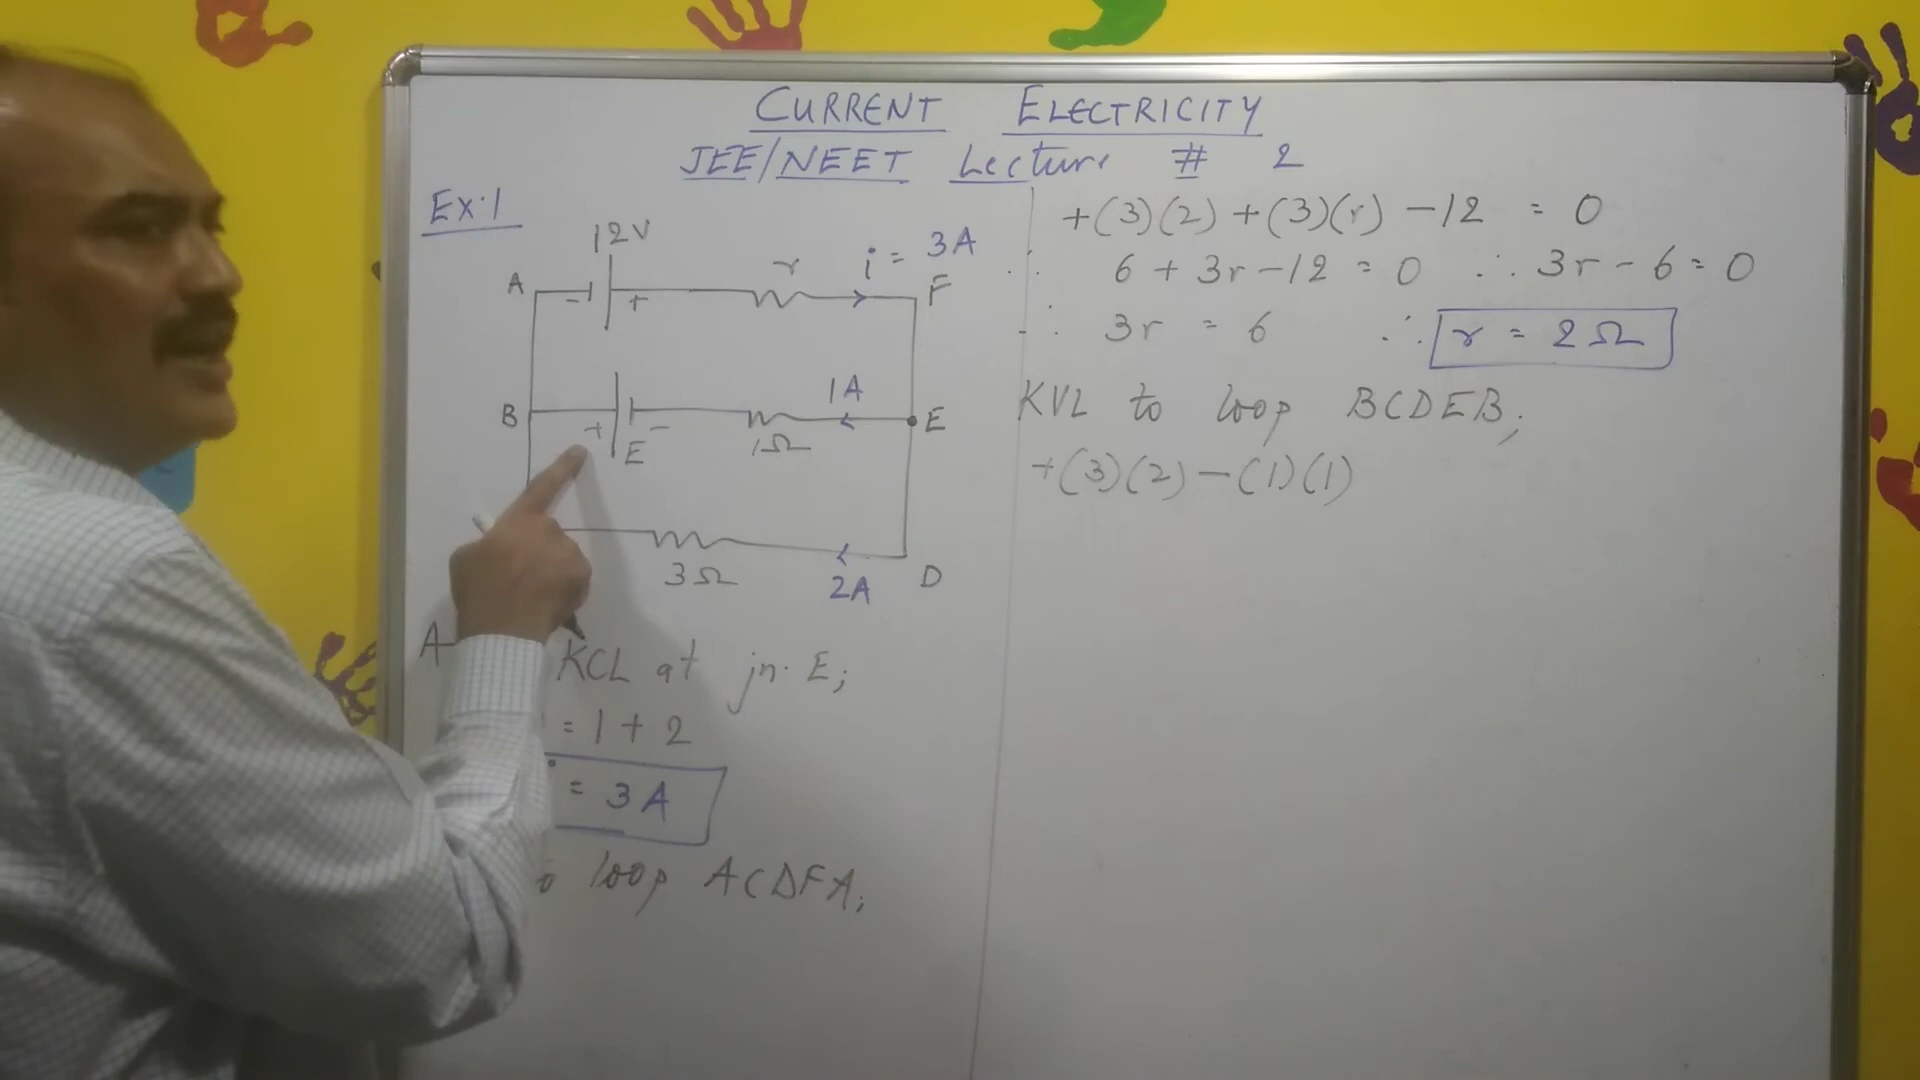 CURRENT ELECTRICITY
JEE/NEET Lecture # 2
Ex.1
12V
A
- +
r
i = 3A
F
B
+ -
E
1Ω
1A
E
3Ω
2A
D
A
KCL at jn. E;
= 1 + 2
= 3A
loop ACDFA;
+(3)(2) + (3)(r) - 12 = 0
∴ 6 + 3r - 12 = 0 ∴ 3r - 6 = 0
∴ 3r = 6 ∴ r = 2Ω
KVL to loop BCDEB;
+(3)(2) - (1)(1)